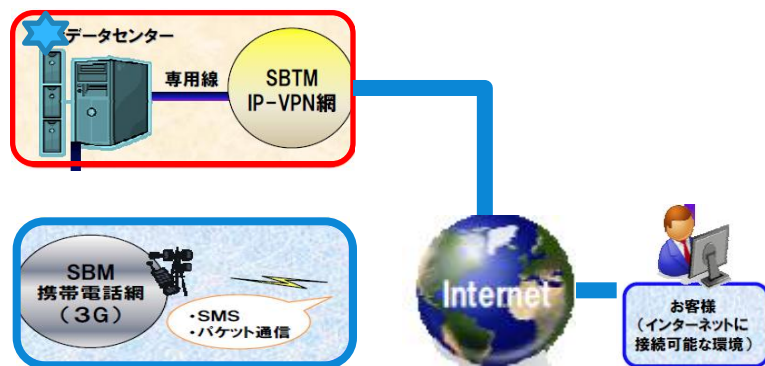 データセンター
専用線
SBTM
IP-VPN網
SBM
携帯電話網
(3G)
・SMS
・パケット通信
Internet
お客様
(インターネットに
接続可能な環境)